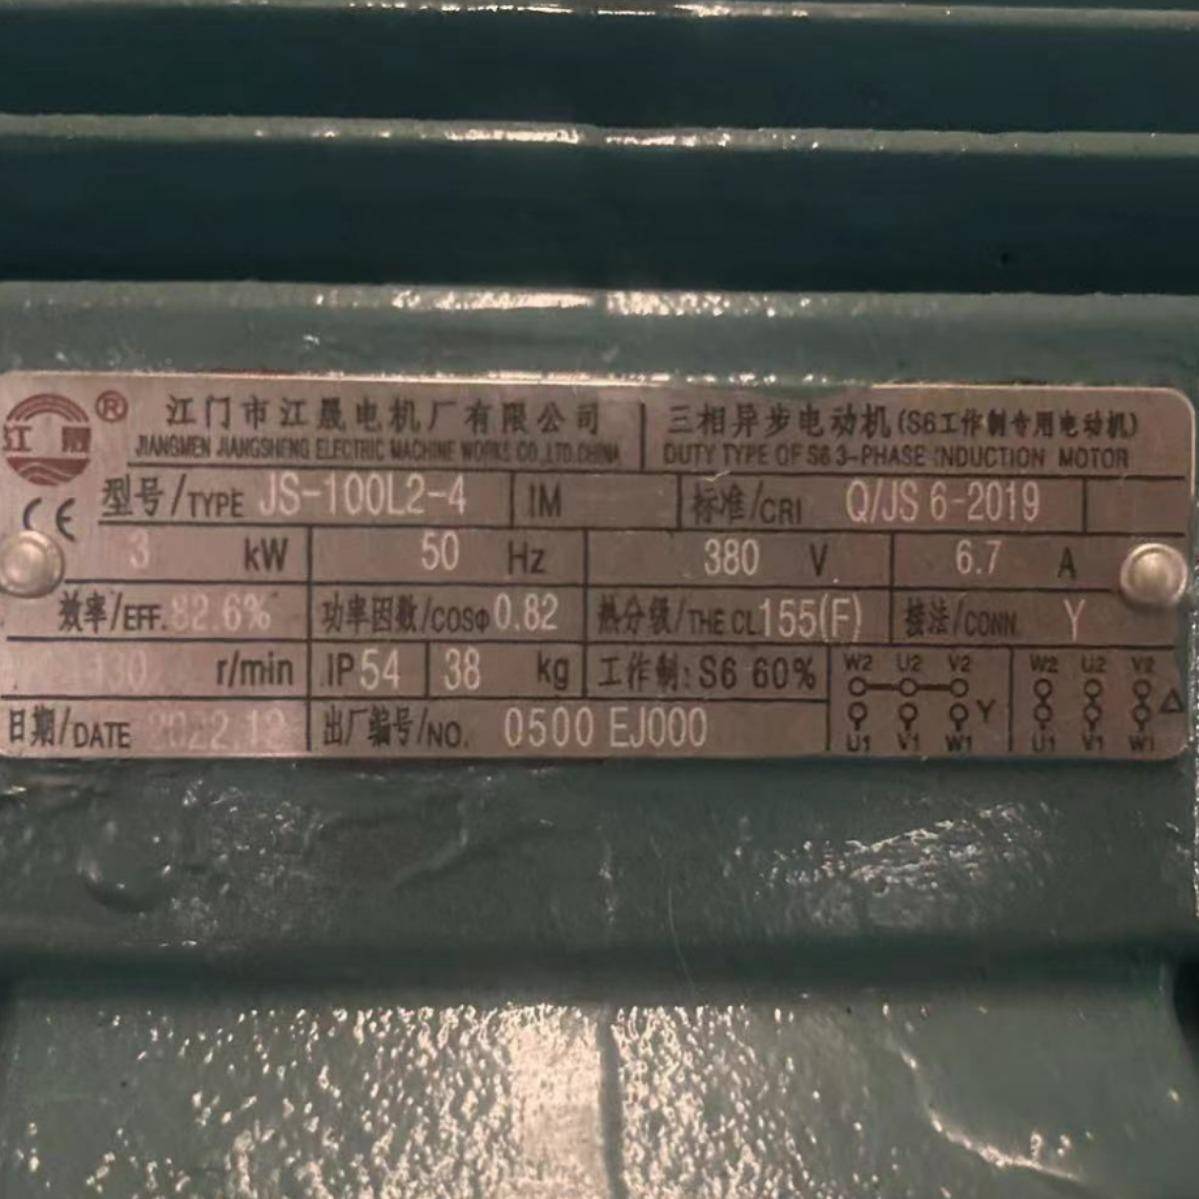 江晟 ®
江门市江晟电机厂有限公司
JIANGMEN JIANGSHENG ELECTRIC MACHINE WORKS CO.,LTD.CHINA
三相异步电动机(S6工作制专用电动机)
DUTY TYPE OF S6 3-PHASE INDUCTION MOTOR
CE
型号/TYPE JS-100L2-4 IM 标准/CRI Q/JS 6-2019
3 kW 50 Hz 380 V 6.7 A
效率/EFF. 82.6% 功率因数/COSΦ 0.82 热分级/THE CL 155(F) 接法/CONN. Y
r/min IP 54 38 kg 工作制: S6 60%
日期/DATE 出厂编号/NO. 0500 EJ000
W2 U2 V2 W2 U2 V2
Y △
U1 V1 W1 U1 V1 W1